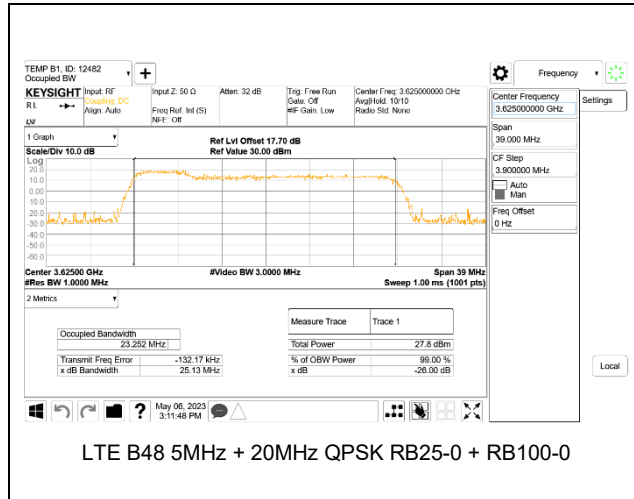 TEMP B1, ID: 12482
Occupied BW
Frequency
KEYSIGHT
RL
Input: RF
Coupling: DC
Align: Auto
Input Z: 50 Ω
Freq Ref: Int (S)
NFE: Off
Atten: 32 dB
Trig: Free Run
Gate: Off
#IF Gain: Low
Center Freq: 3.625000000 GHz
Avg|Hold: 10/10
Radio Std: None
Center Frequency
3.625000000 GHz
Settings
Span
39.000 MHz
CF Step
3.900000 MHz
Auto
Man
Freq Offset
0 Hz
Local
1 Graph
Scale/Div 10.0 dB
Ref Lvl Offset 17.70 dB
Ref Value 30.00 dBm
Log
20.0
10.0
0.00
-10.0
-20.0
-30.0
-40.0
-50.0
-60.0
Center 3.62500 GHz
#Res BW 1.0000 MHz
#Video BW 3.0000 MHz
Span 39 MHz
Sweep 1.00 ms (1001 pts)
2 Metrics
Occupied Bandwidth
23.252 MHz
Transmit Freq Error -132.17 kHz
x dB Bandwidth 25.13 MHz
Measure Trace Trace 1
Total Power 27.8 dBm
% of OBW Power 99.00 %
x dB -26.00 dB
May 06, 2023
3:11:48 PM
LTE B48 5MHz + 20MHz QPSK RB25-0 + RB100-0